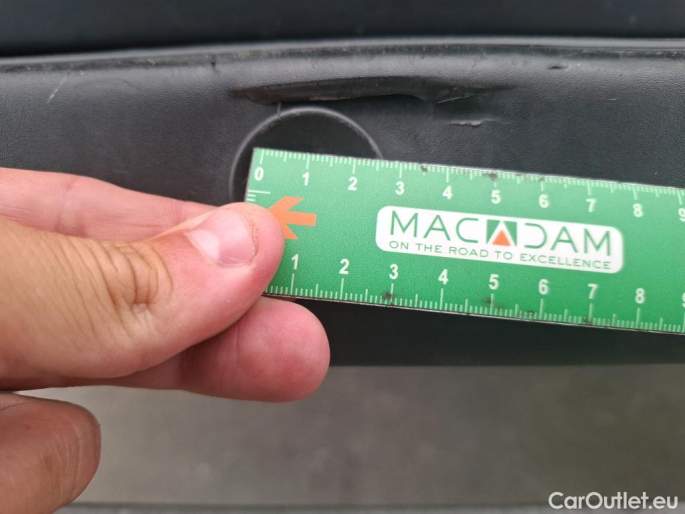 0 1 2 3 4 5 6 7 8 9
MACADAM
ON THE ROAD TO EXCELLENCE
1 2 3 4 5 6 7 8 9
CarOutlet.eu